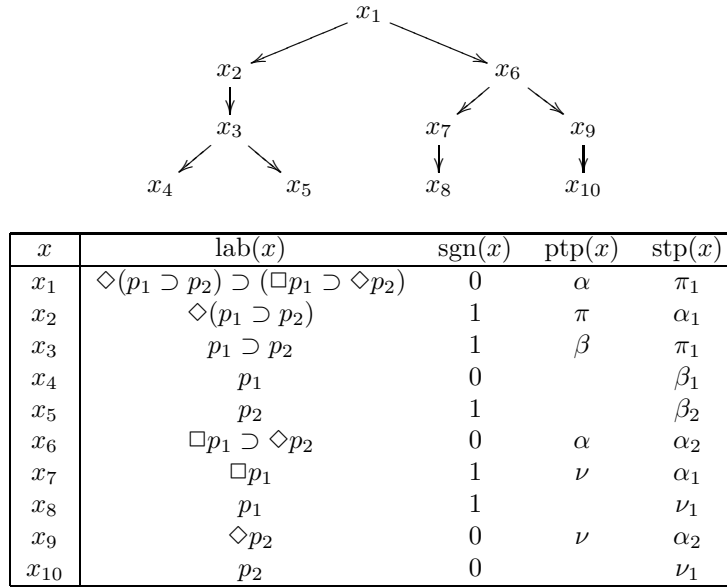 x₁
x₂ x₆
x₃ x₇ x₉
x₄ x₅ x₈ x₁₀
x lab(x) sgn(x) ptp(x) stp(x)
x₁ ◇(p₁ ⊃ p₂) ⊃ (□p₁ ⊃ ◇p₂) 0 α π₁
x₂ ◇(p₁ ⊃ p₂) 1 π α₁
x₃ p₁ ⊃ p₂ 1 β π₁
x₄ p₁ 0 β₁
x₅ p₂ 1 β₂
x₆ □p₁ ⊃ ◇p₂ 0 α α₂
x₇ □p₁ 1 ν α₁
x₈ p₁ 1 ν₁
x₉ ◇p₂ 0 ν α₂
x₁₀ p₂ 0 ν₁